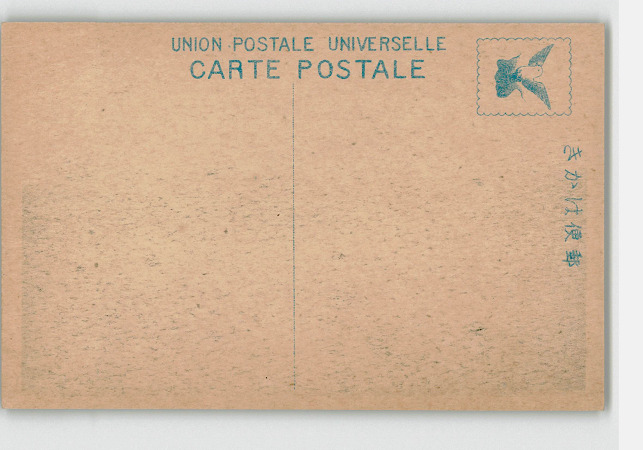 UNION POSTALE UNIVERSELLE
CARTE POSTALE
きかは便郵